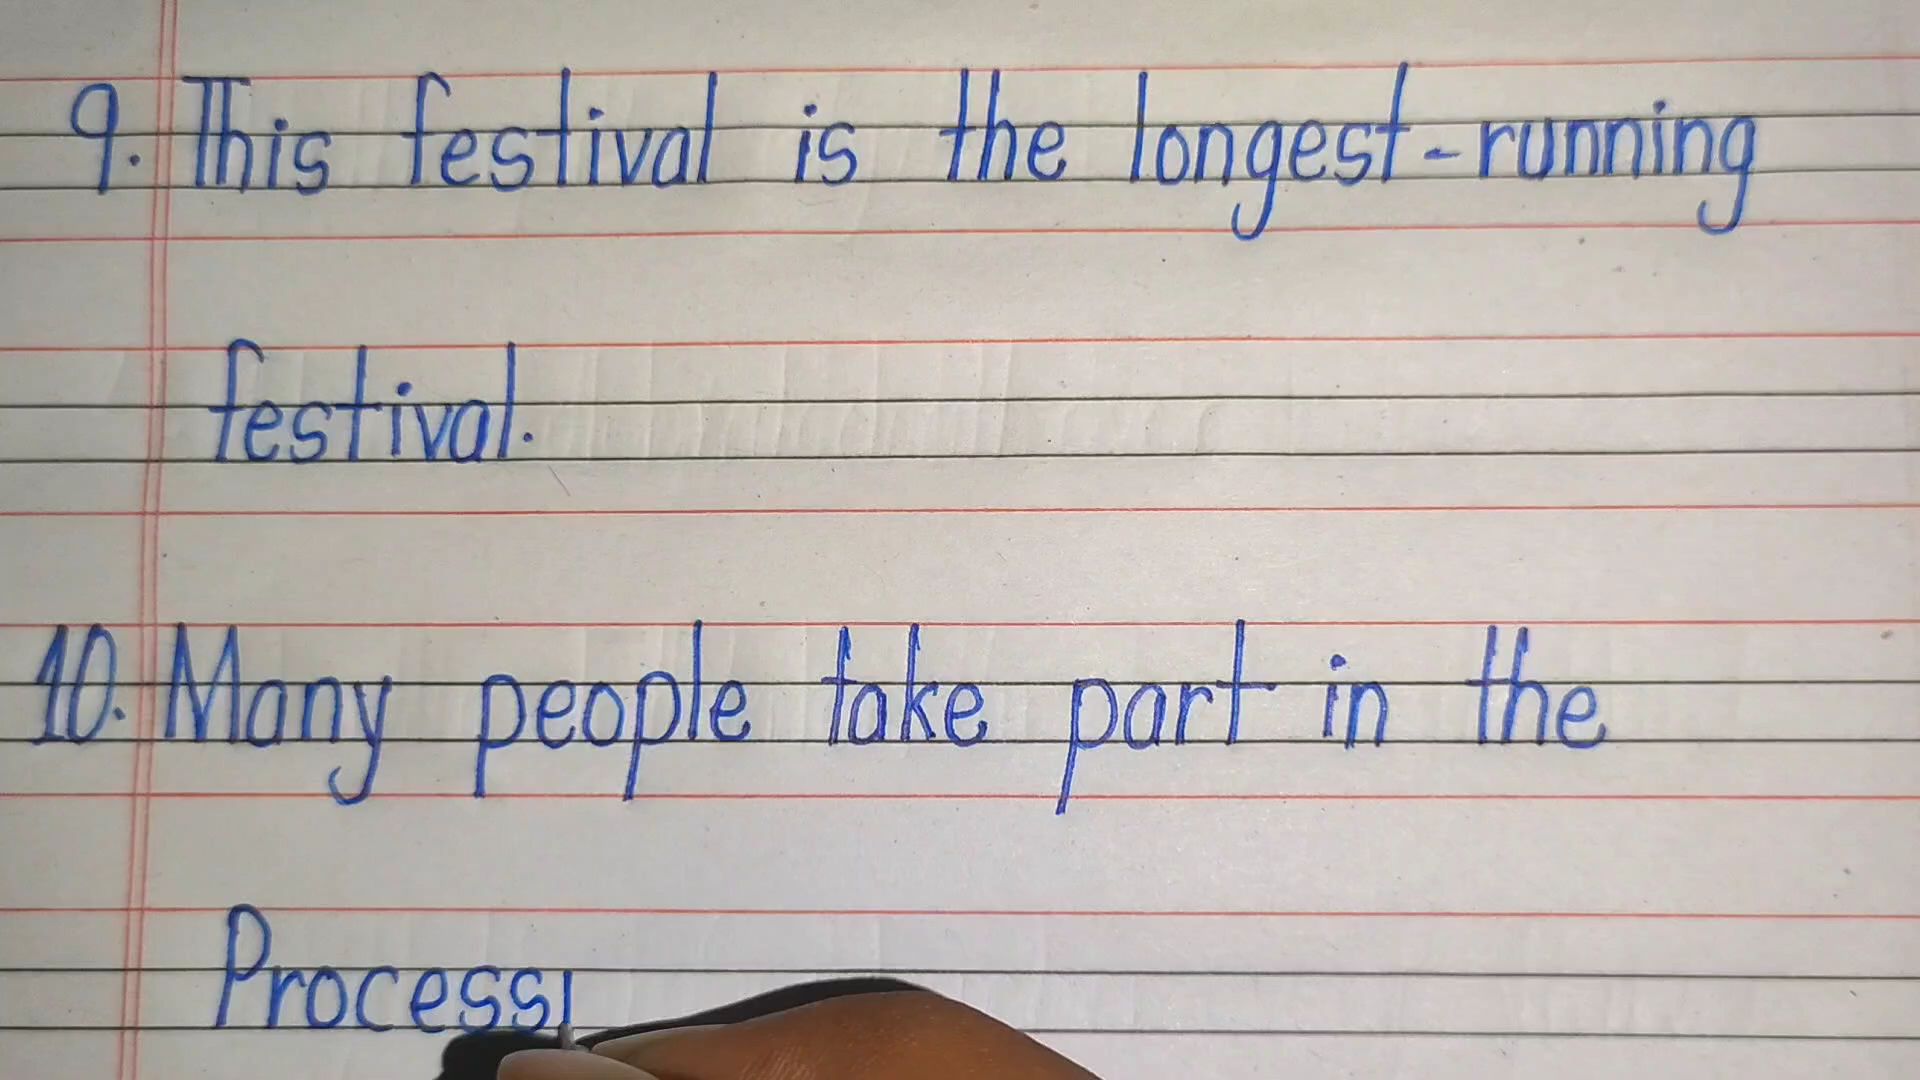 9. This festival is the longest-running
festival.
10. Many people take part in the
Processi